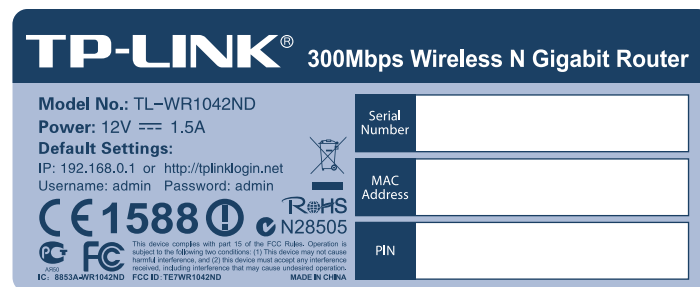 TP-LINK® 300Mbps Wireless N Gigabit Router
Model No.: TL-WR1042ND
Power: 12V ⎓ 1.5A
Default Settings:
IP: 192.168.0.1 or http://tplinklogin.net
Username: admin Password: admin
Serial
Number
MAC
Address
PIN
CE1588
RoHS
N28505
PCT
AR50
FC
This device complies with part 15 of the FCC Rules. Operation is
subject to the following two conditions: (1) This device may not cause
harmful interference, and (2) this device must accept any interference
received, including interference that may cause undesired operation.
IC: 8853A-WR1042ND FCC ID: TE7WR1042ND MADE IN CHINA